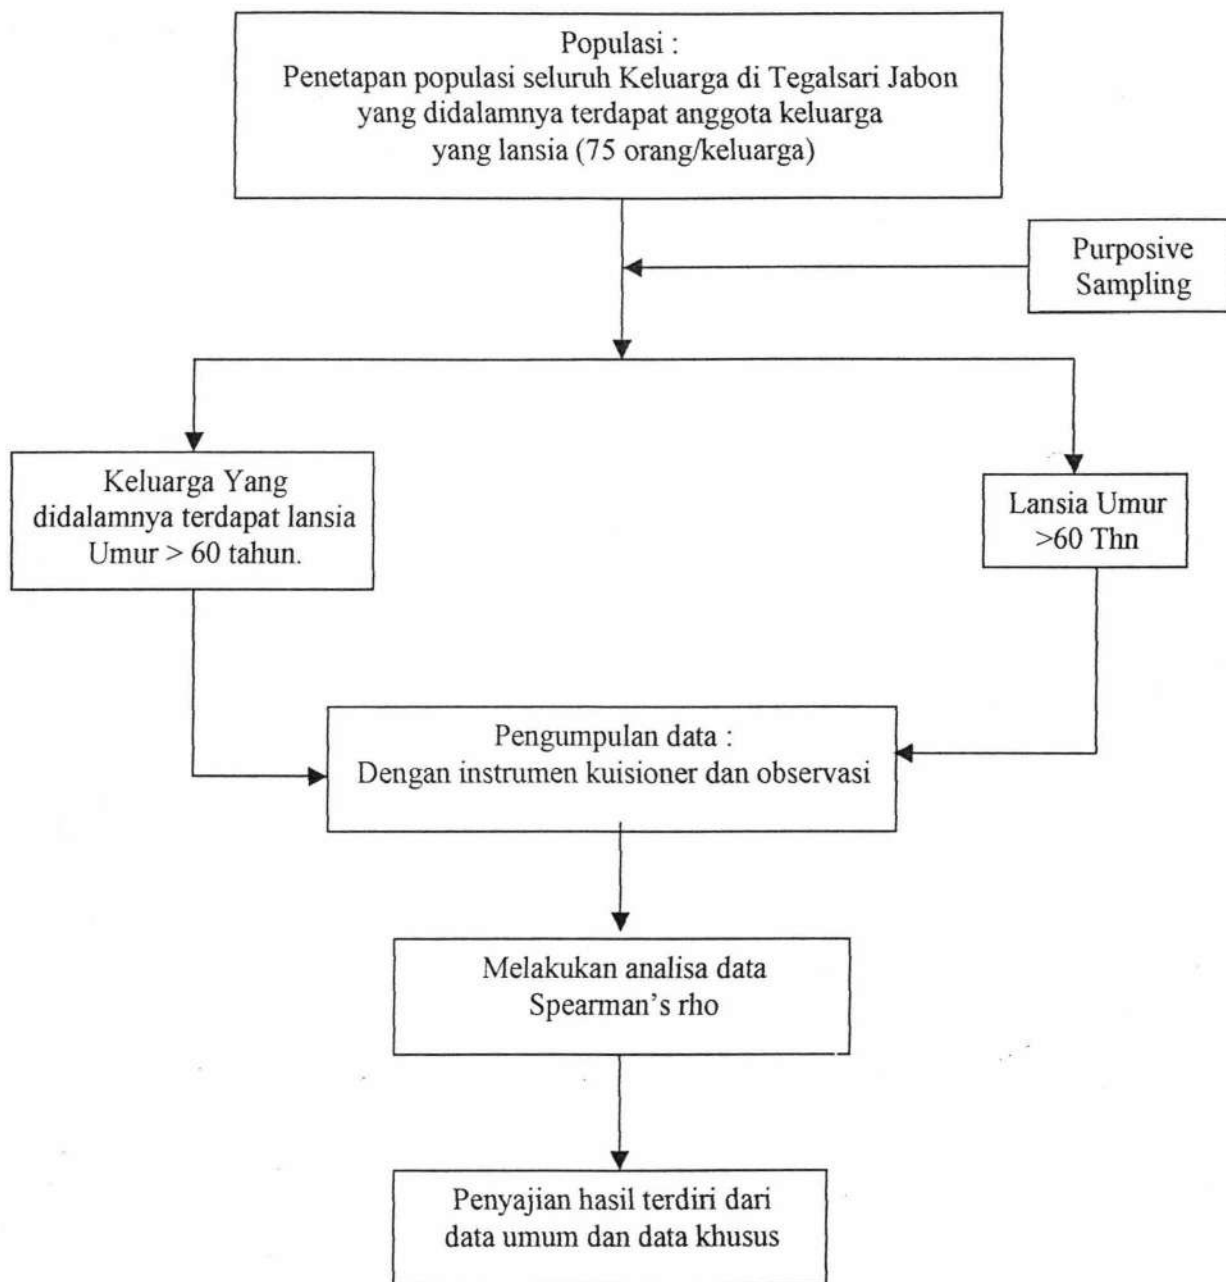 Populasi :
Penetapan populasi seluruh Keluarga di Tegalsari Jabon
yang didalamnya terdapat anggota keluarga
yang lansia (75 orang/keluarga)
Purposive
Sampling
Keluarga Yang
didalamnya terdapat lansia
Umur > 60 tahun.
Lansia Umur
>60 Thn
Pengumpulan data :
Dengan instrumen kuisioner dan observasi
Melakukan analisa data
Spearman's rho
Penyajian hasil terdiri dari
data umum dan data khusus